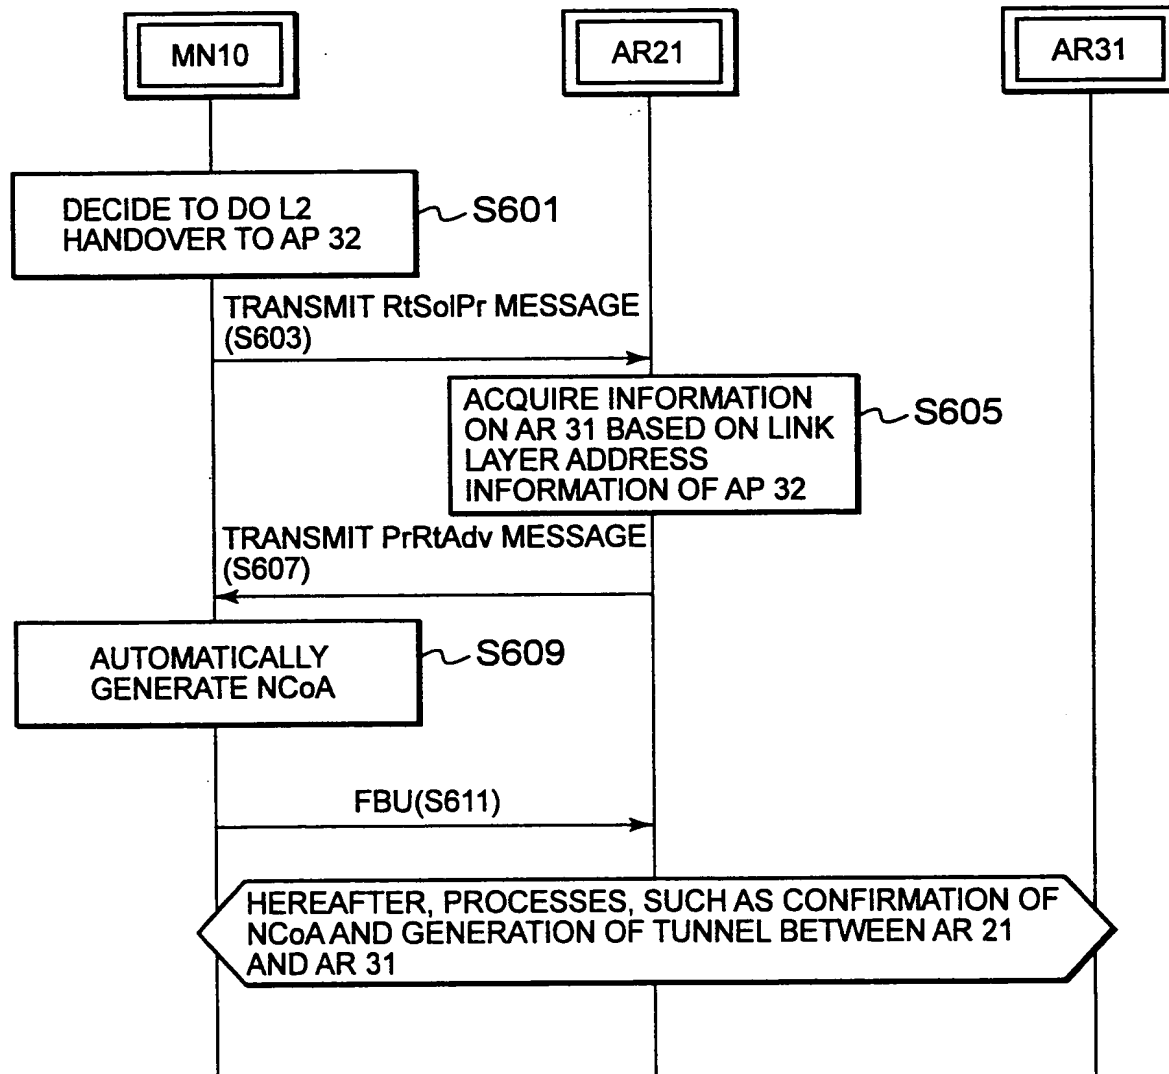 MN10
AR21
AR31
DECIDE TO DO L2
HANDOVER TO AP 32
S601
TRANSMIT RtSolPr MESSAGE
(S603)
ACQUIRE INFORMATION
ON AR 31 BASED ON LINK
LAYER ADDRESS
INFORMATION OF AP 32
S605
TRANSMIT PrRtAdv MESSAGE
(S607)
AUTOMATICALLY
GENERATE NCoA
S609
FBU(S611)
HEREAFTER, PROCESSES, SUCH AS CONFIRMATION OF
NCoA AND GENERATION OF TUNNEL BETWEEN AR 21
AND AR 31